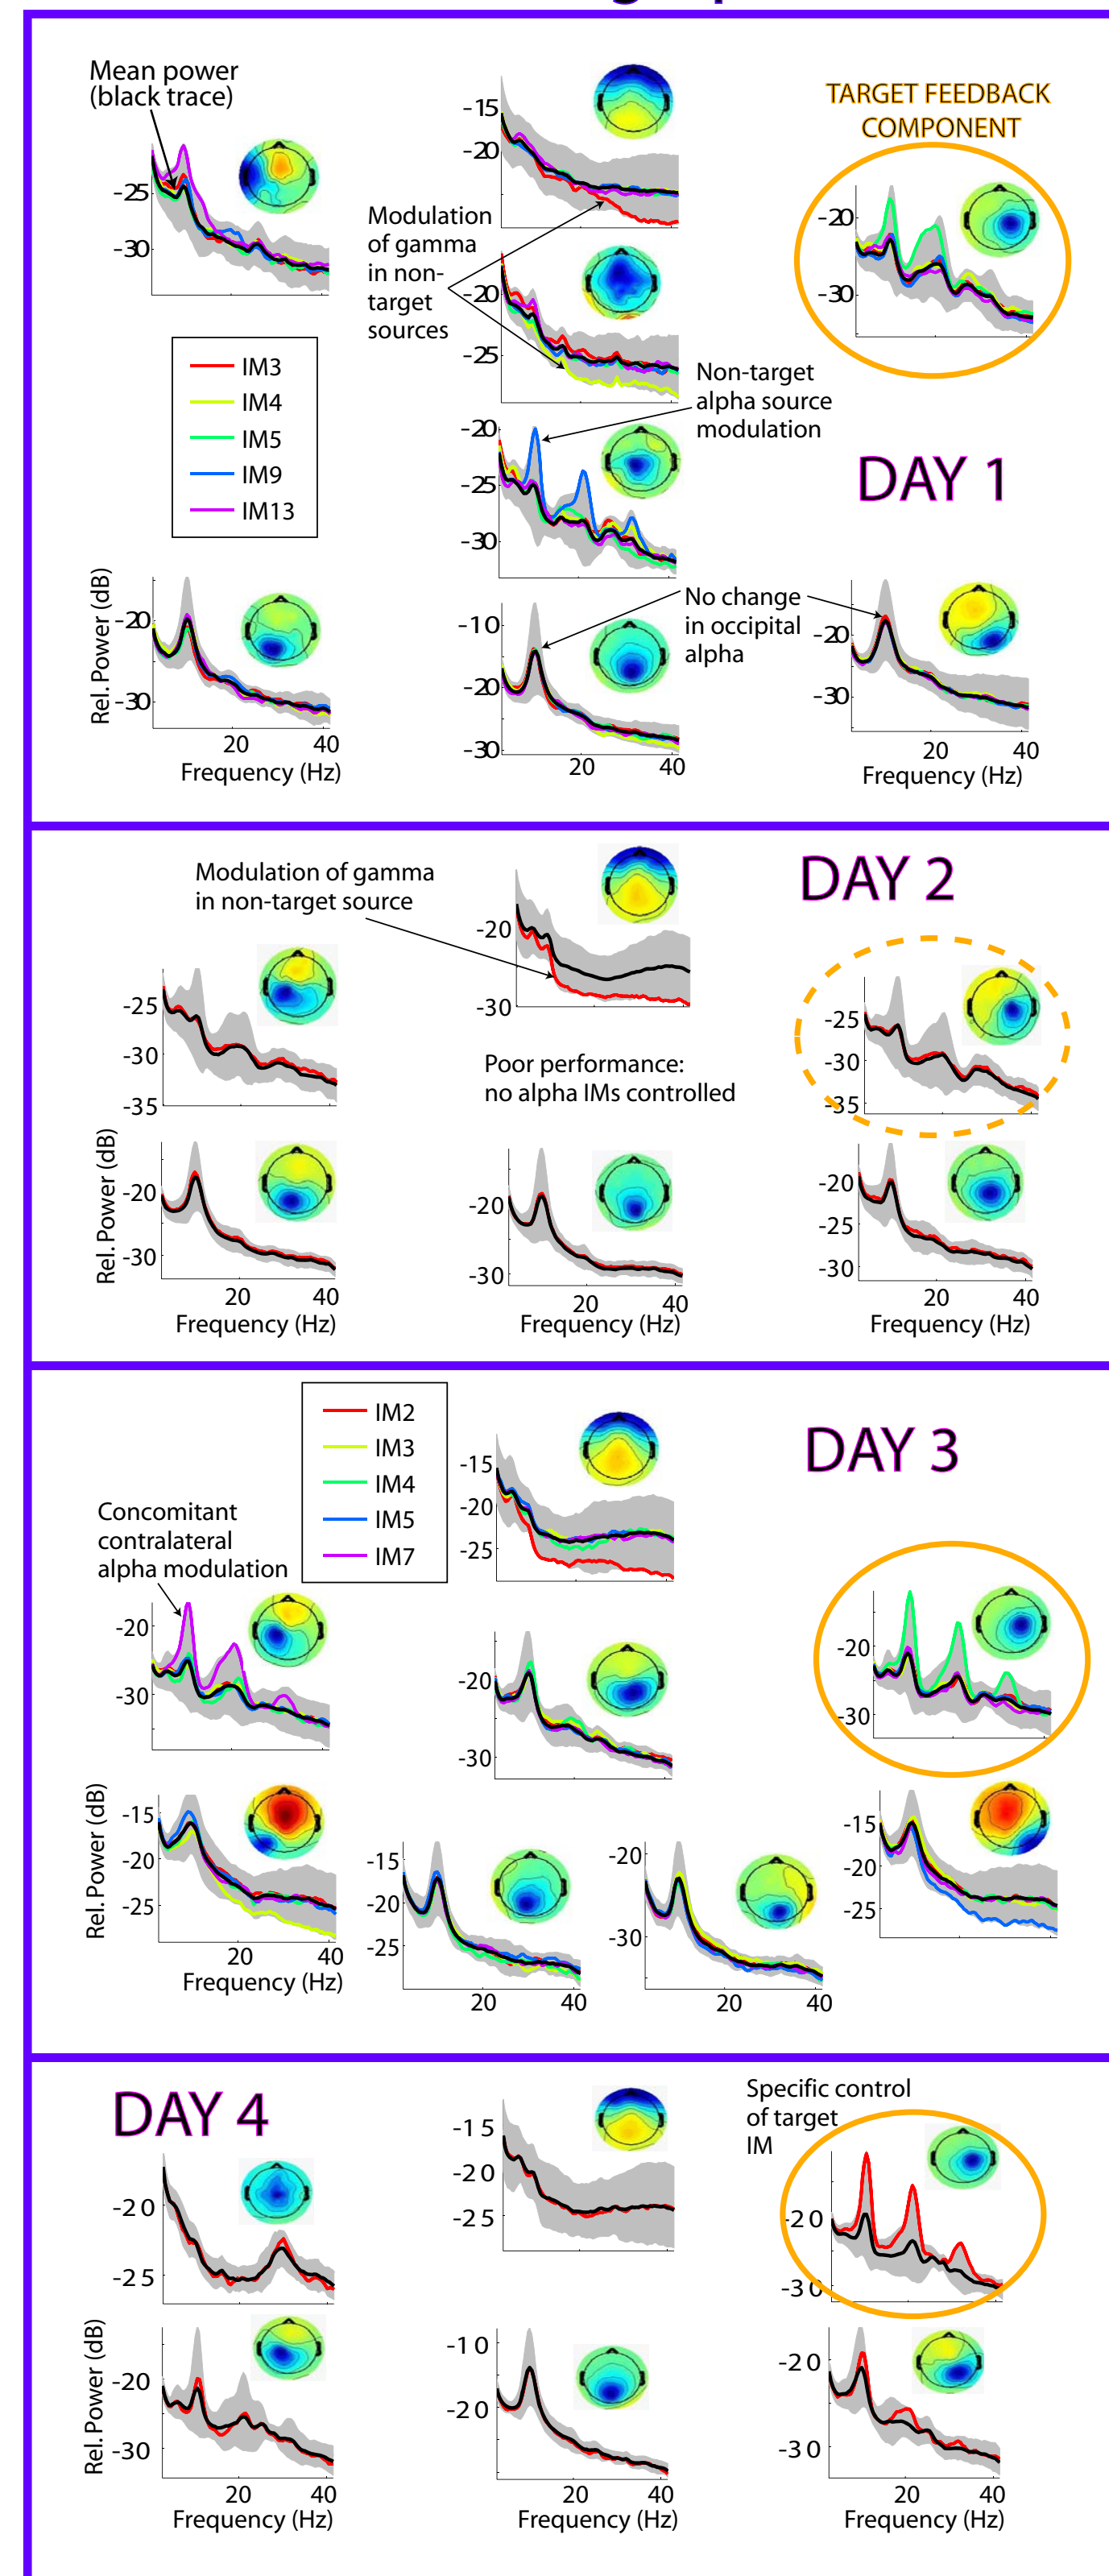 Mean power
(black trace)
-25
-30
-15
-20
TARGET FEEDBACK
COMPONENT
-20
-30
Modulation
of gamma
in non-
target
sources
-20
-25
IM3
IM4
IM5
IM9
IM13
Non-target
alpha source
modulation
-20
-25
-30
DAY 1
Rel. Power (dB)
-20
-30
20 40
Frequency (Hz)
No change
in occipital
alpha
-10
-20
-30
20 40
-20
-30
20 40
Frequency (Hz)
DAY 2
Modulation of gamma
in non-target source
-20
-30
-25
-30
-35
Poor performance:
no alpha IMs controlled
-25
-30
-35
Rel. Power (dB)
-20
-30
20 40
Frequency (Hz)
-20
-30
20 40
Frequency (Hz)
-20
-25
-30
20 40
Frequency (Hz)
IM2
IM3
IM4
IM5
IM7
-15
-20
-25
DAY 3
Concomitant
contralateral
alpha modulation
-20
-30
-20
-30
-20
-30
Rel. Power (dB)
-15
-20
-25
20 40
Frequency (Hz)
-15
-20
-25
20 40
-20
-30
20 40
-15
-20
-25
DAY 4
-20
-25
-15
-20
-25
Specific control
of target
IM
-20
-30
Rel. Power (dB)
-20
-30
20 40
Frequency (Hz)
-10
-20
20 40
Frequency (Hz)
-20
-30
20 40
Frequency (Hz)